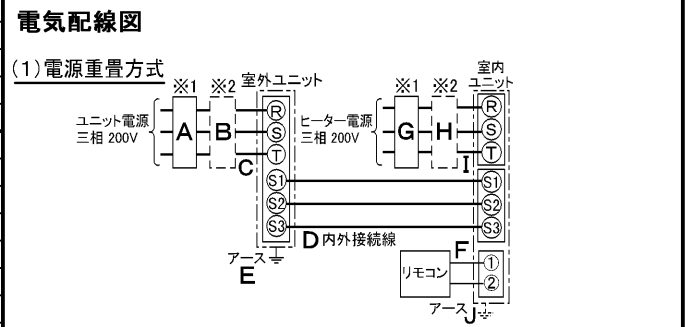 電気配線図
(1)電源重畳方式
※1 ※2 室外ユニット
ユニット電源
三相 200V
A
B
C
R
S
T
S1
S2
S3
D 内外接続線
アース
E
※1 ※2 室内
ユニット
ヒーター電源
三相 200V
G
H
I
R
S
T
S1
S2
S3
F
リモコン
①
②
アース J